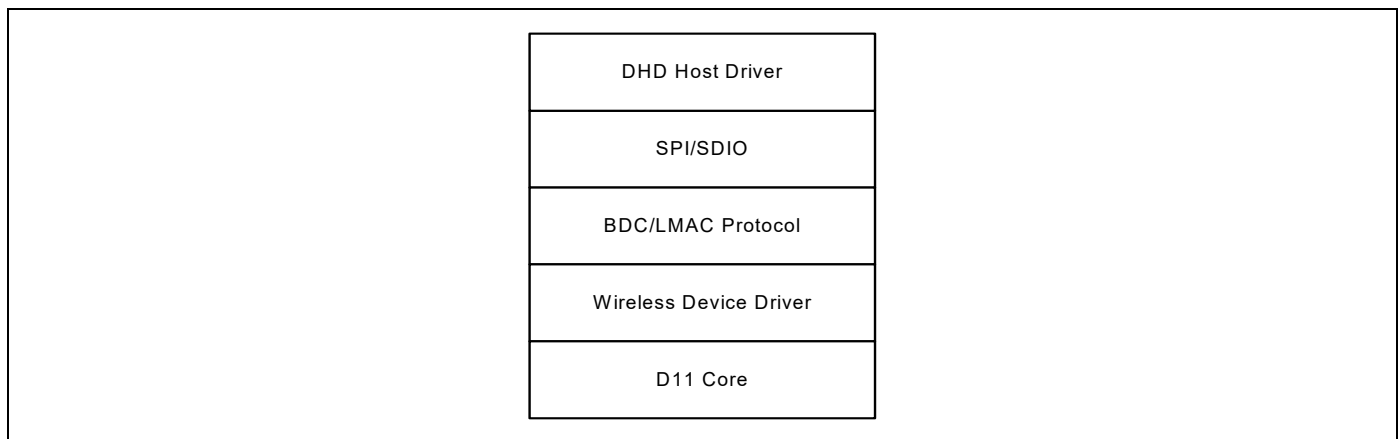 DHD Host Driver
SPI/SDIO
BDC/LMAC Protocol
Wireless Device Driver
D11 Core